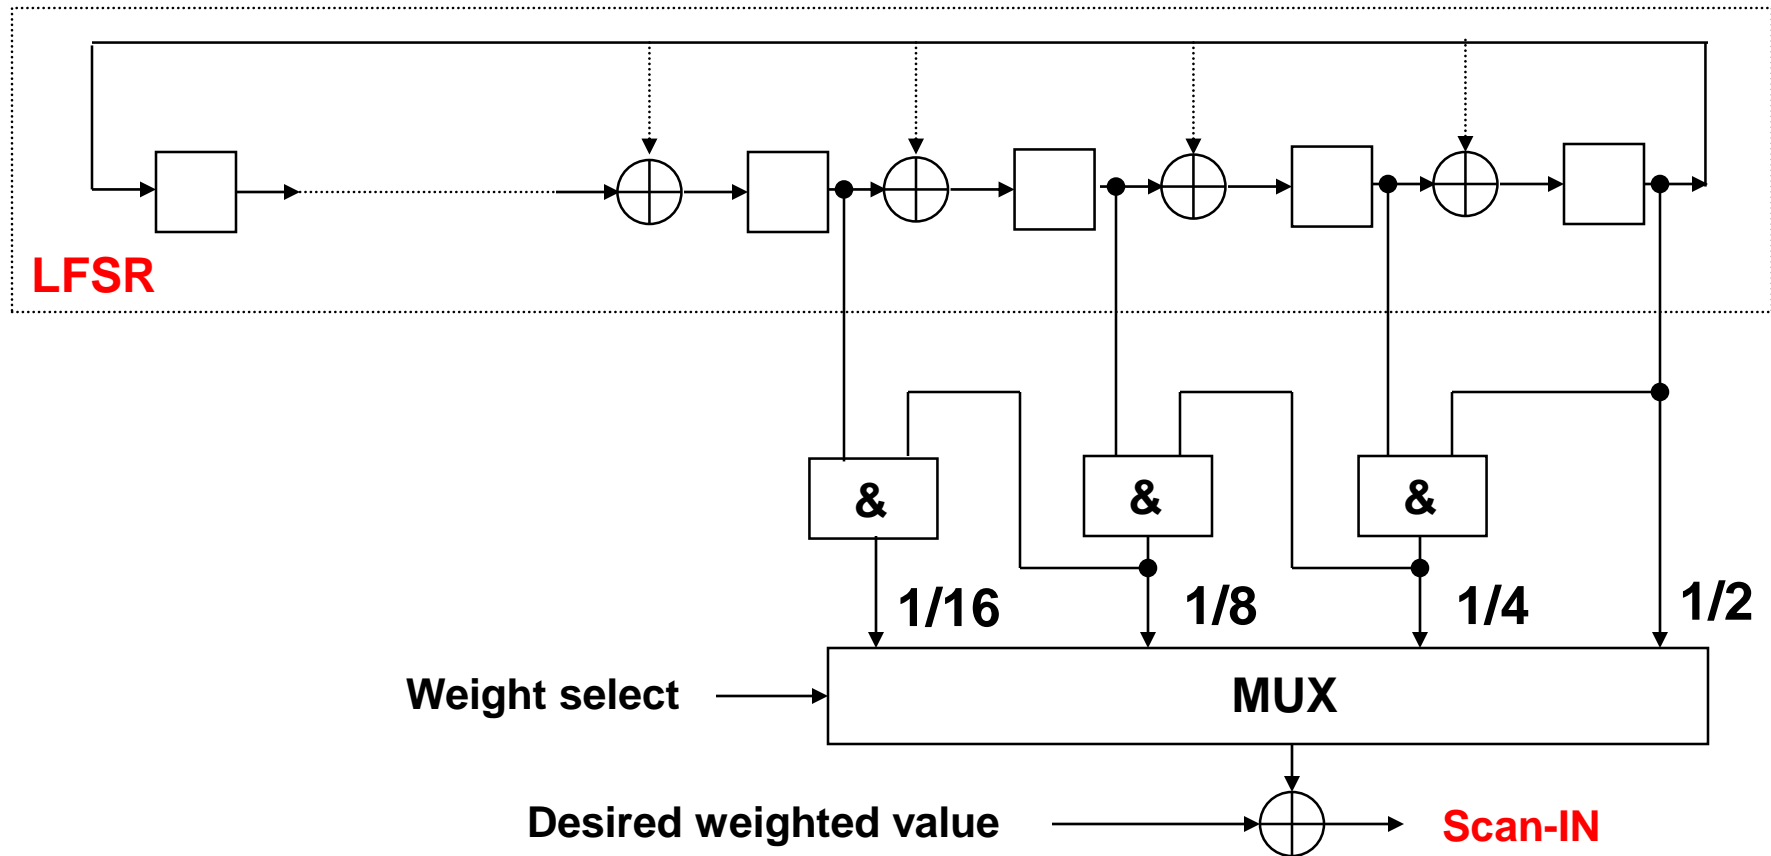 LFSR
& & &
1/16 1/8 1/4 1/2
Weight select MUX
Desired weighted value Scan-IN